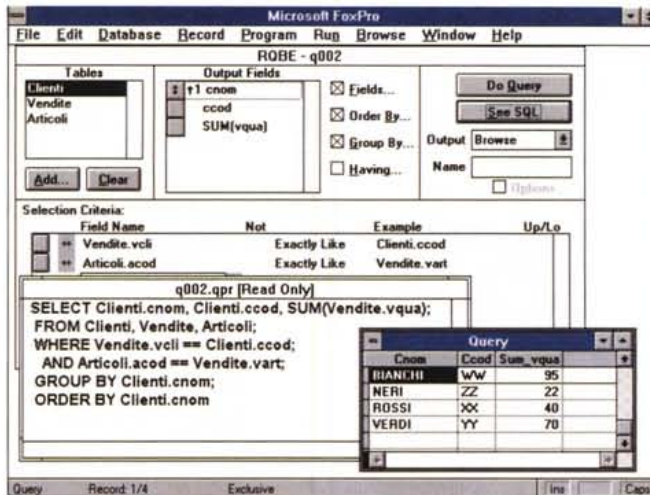 Microsoft FoxPro
File Edit Database Record Program Run Browse Window Help
RQBE - q002
Tables
Clienti
Vendite
Articoli
Add...
Clear
Output Fields
↑1 cnom
ccod
SUM(vqua)
Fields...
Order By...
Group By...
Having...
Do Query
See SQL
Output Browse
Name
Options
Selection Criteria:
Field Name Not Example Up/Lo
Vendite.vcli Exactly Like Clienti.ccod
Articoli.acod Exactly Like Vendite.vart
q002.qpr [Read Only]
SELECT Clienti.cnom, Clienti.ccod, SUM(Vendite.vqua);
FROM Clienti, Vendite, Articoli;
WHERE Vendite.vcli == Clienti.ccod;
AND Articoli.acod == Vendite.vart;
GROUP BY Clienti.cnom;
ORDER BY Clienti.cnom
Query
Cnom Ccod Sum_vqua
BIANCHI WW 95
NERI ZZ 22
ROSSI XX 40
VERDI YY 70
Query Record: 1/4 Exclusive Ins Caps